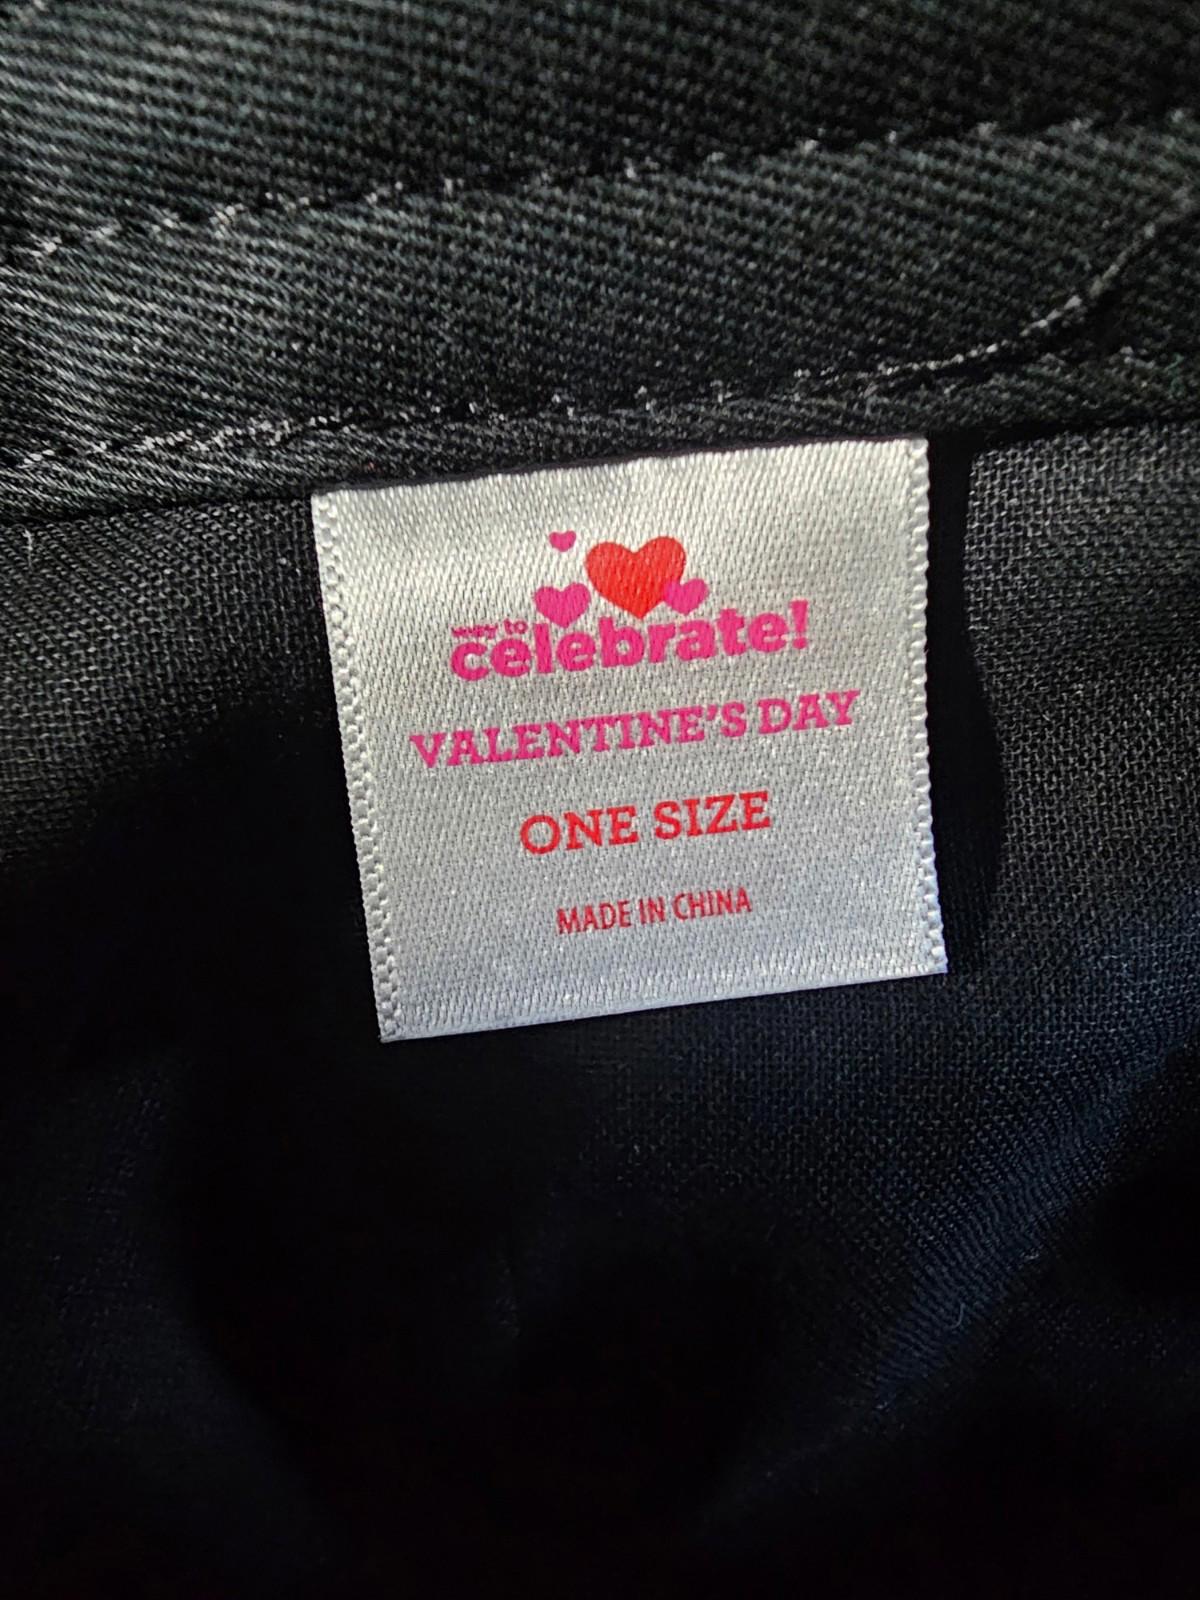 way to
celebrate!
VALENTINE'S DAY
ONE SIZE
MADE IN CHINA